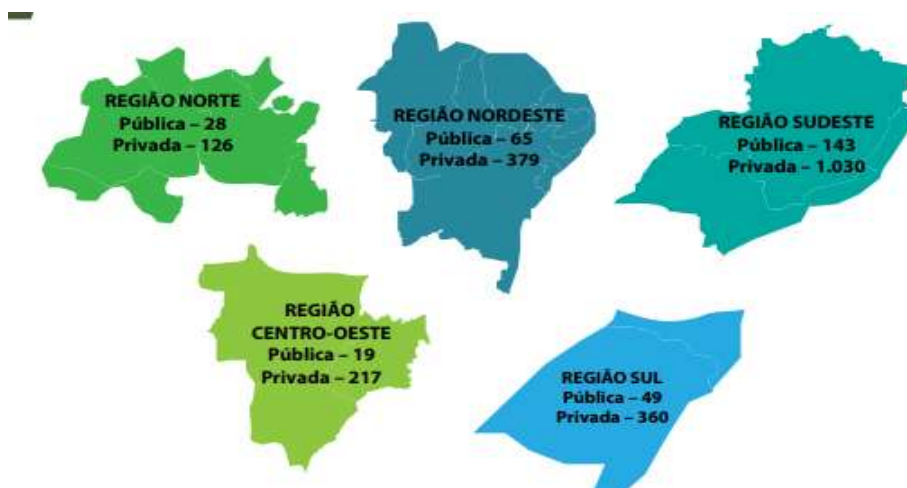 REGIÃO NORTE
Pública – 28
Privada – 126
REGIÃO NORDESTE
Pública – 65
Privada – 379
REGIÃO SUDESTE
Pública – 143
Privada – 1.030
REGIÃO
CENTRO-OESTE
Pública – 19
Privada – 217
REGIÃO SUL
Pública – 49
Privada – 360